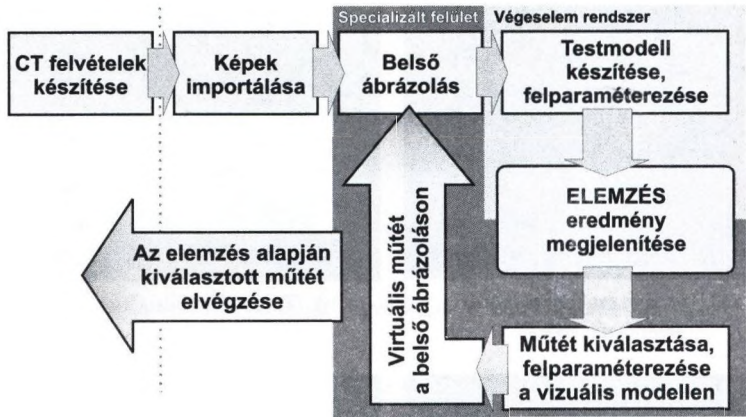 Specializált felület
Végeselem rendszer
CT felvételek
készítése
Képek
importálása
Belső
ábrázolás
Testmodell
készítése,
felparaméterezése
ELEMZÉS
eredmény
megjelenítése
Műtét kiválasztása,
felparaméterezése
a vizuális modellen
Virtuális műtét
a belső ábrázoláson
Az elemzés alapján
kiválasztott műtét
elvégzése